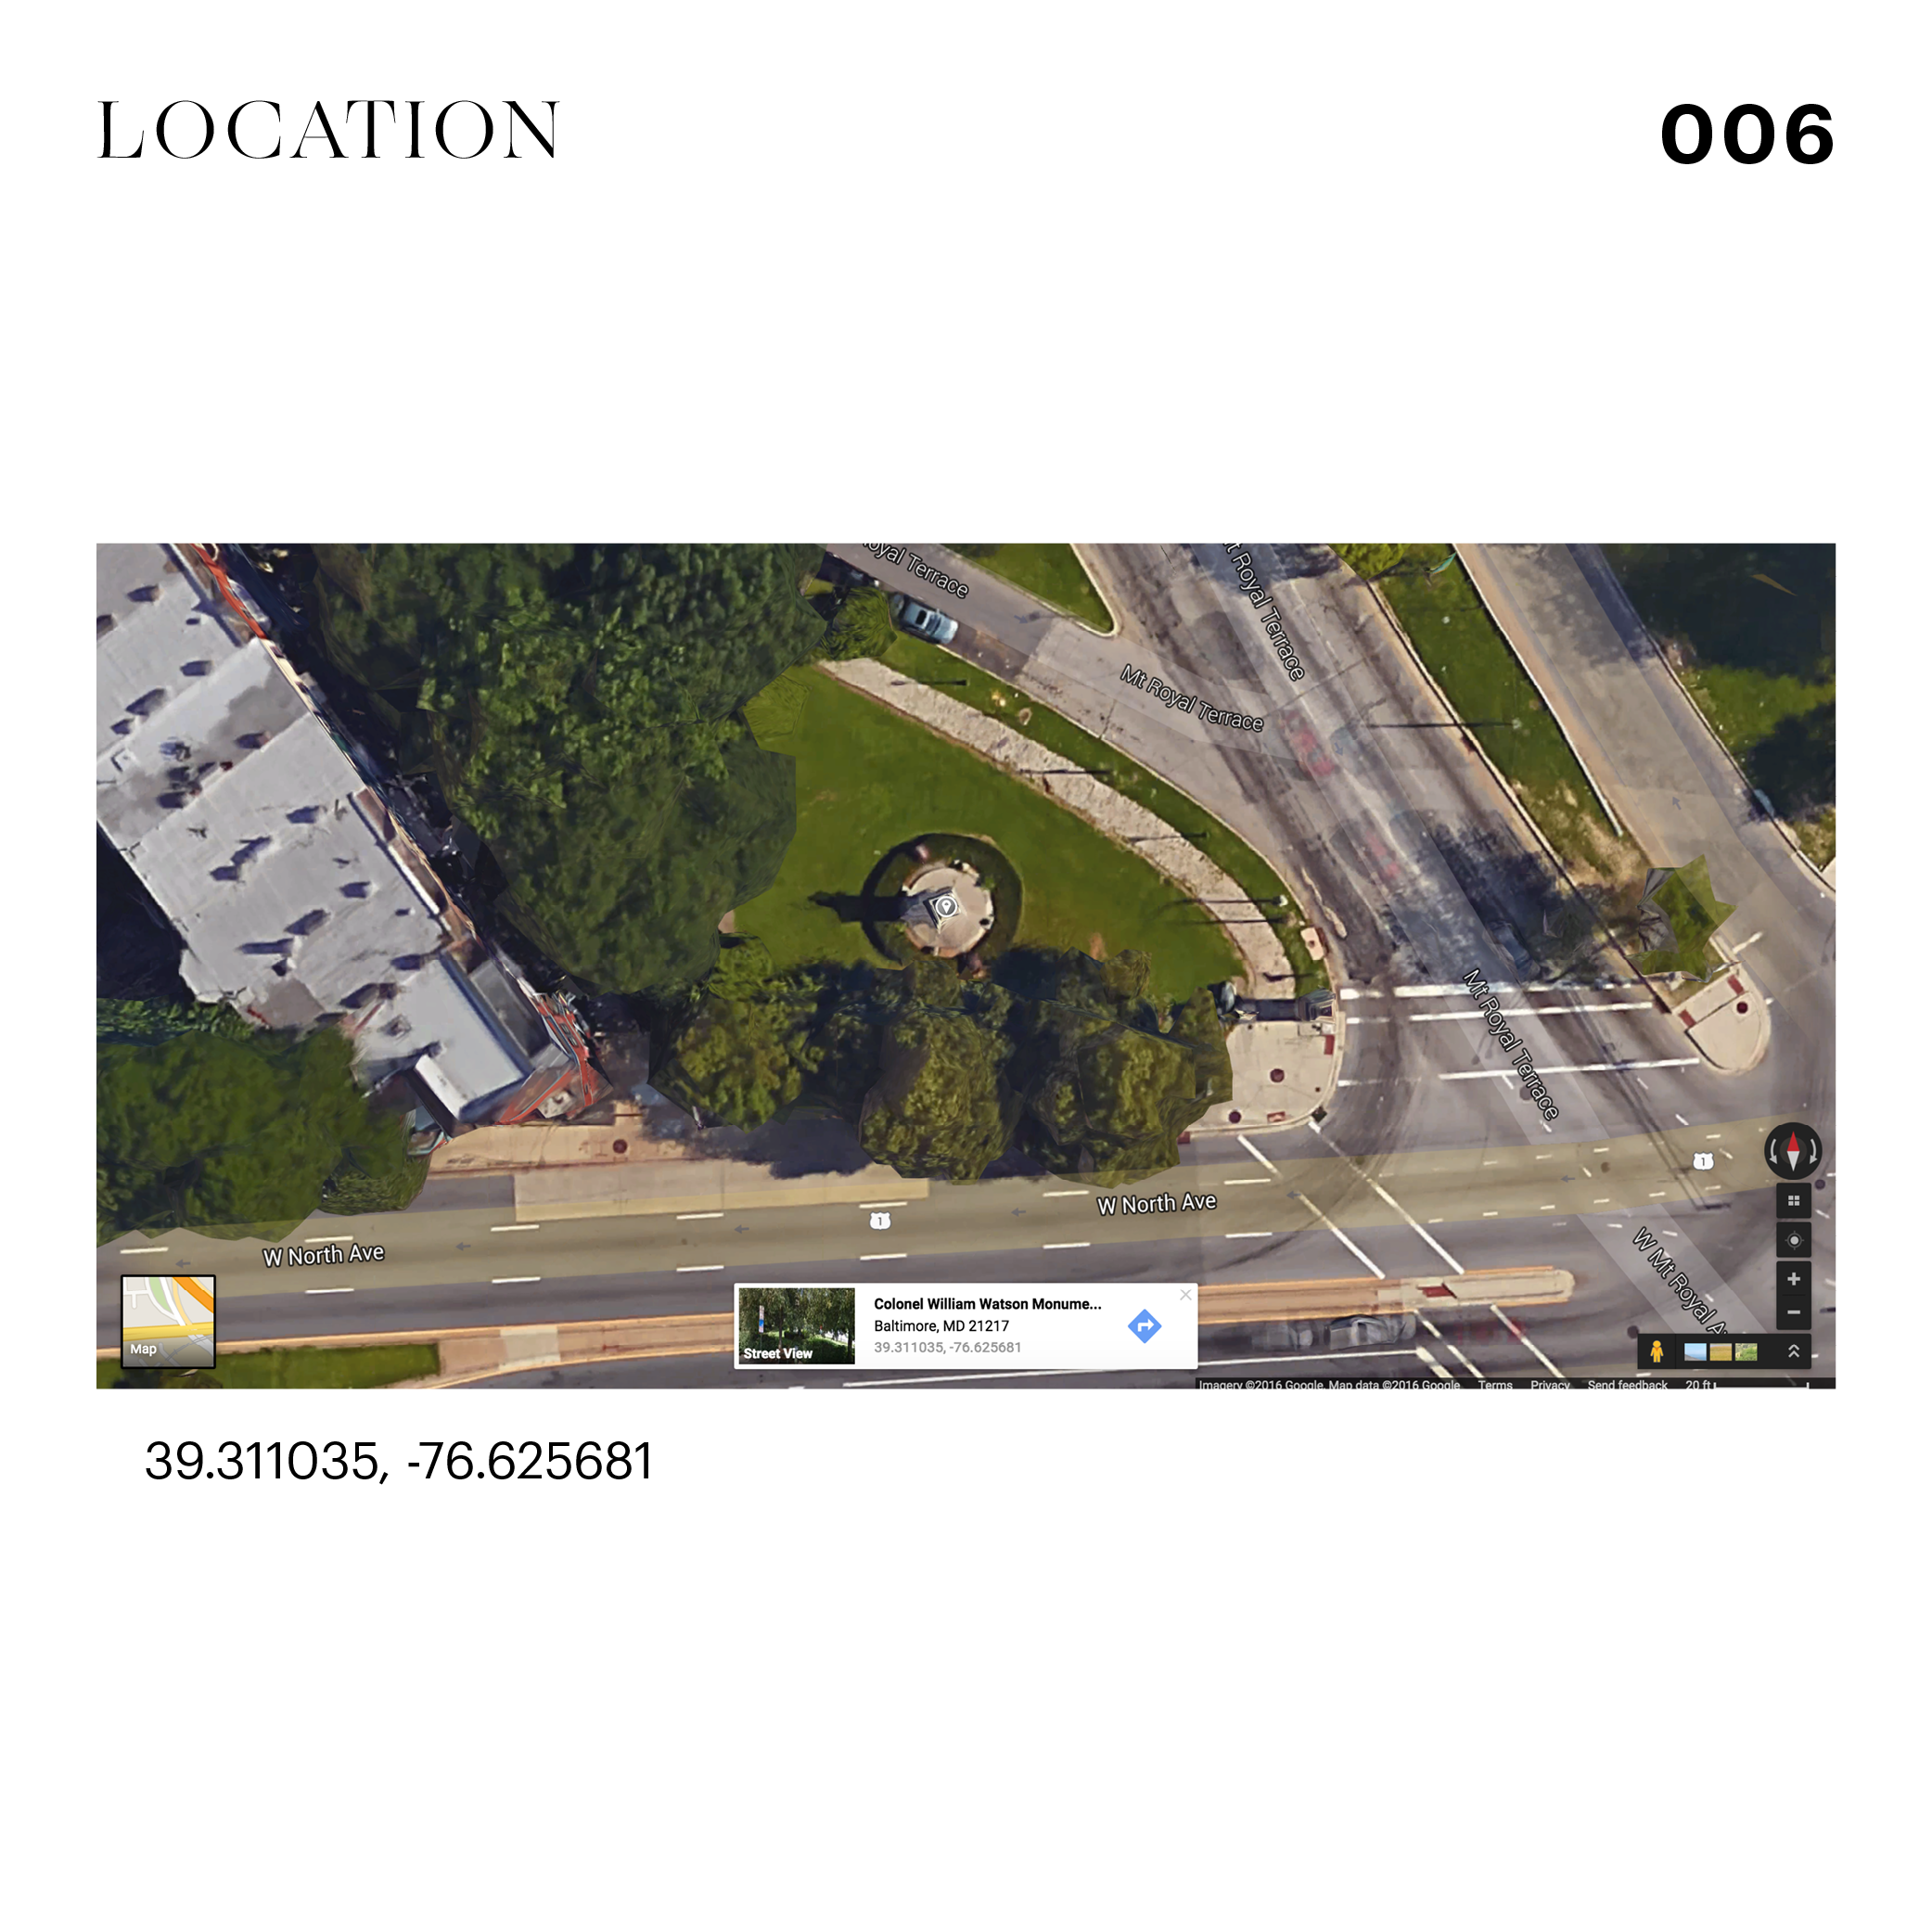 LOCATION
006
oyal Terrace
t Royal Terrace
Mt Royal Terrace
Mt Royal Terrace
1
W North Ave
1
W North Ave
W Mt Royal A
Map
Colonel William Watson Monume...
Baltimore, MD 21217
39.311035, -76.625681
Street View
Imagery ©2016 Google, Map data ©2016 Google Terms Privacy Send feedback 20 ft
39.311035, -76.625681